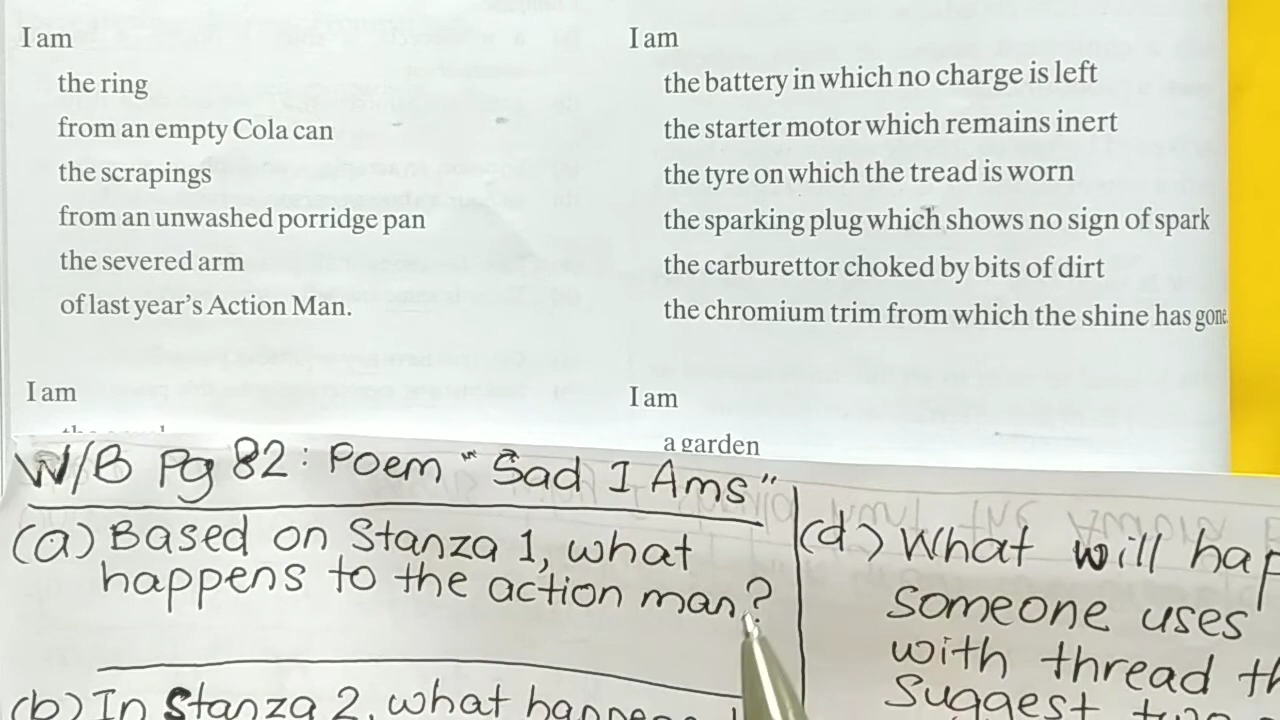 I am
the ring
from an empty Cola can
the scrapings
from an unwashed porridge pan
the severed arm
of last year's Action Man.
I am
I am
the battery in which no charge is left
the starter motor which remains inert
the tyre on which the tread is worn
the sparking plug which shows no sign of spark
the carburettor choked by bits of dirt
the chromium trim from which the shine has gone
I am
a garden
W/B Pg 82: Poem "Sad I Ams"
(a) Based on Stanza 1, what
happens to the action man?
(b) In Stanza 2, what
(d) What will
someone uses
with thread
suggest